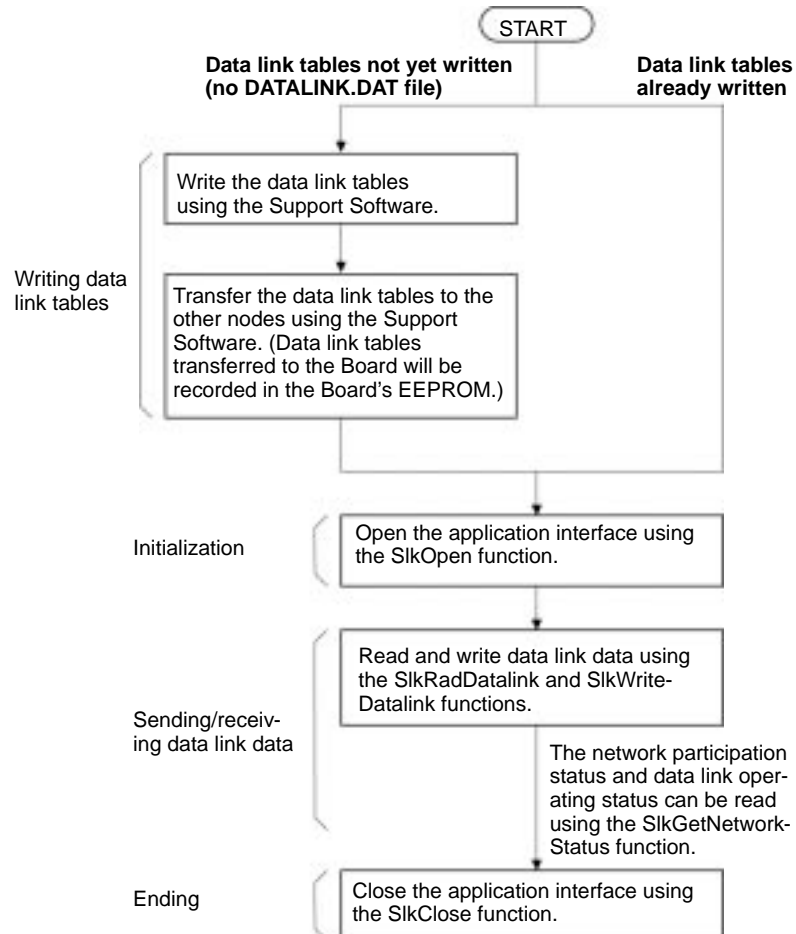 START
Data link tables not yet written
(no DATALINK.DAT file)
Data link tables
already written
Write the data link tables
using the Support Software.
Writing data
link tables
Transfer the data link tables to the
other nodes using the Support
Software. (Data link tables
transferred to the Board will be
recorded in the Board’s EEPROM.)
Initialization
Open the application interface using
the SlkOpen function.
Read and write data link data using
the SlkRadDatalink and SlkWrite-
Datalink functions.
Sending/receiv-
ing data link data
The network participation
status and data link oper-
ating status can be read
using the SlkGetNetwork-
Status function.
Ending
Close the application interface using
the SlkClose function.